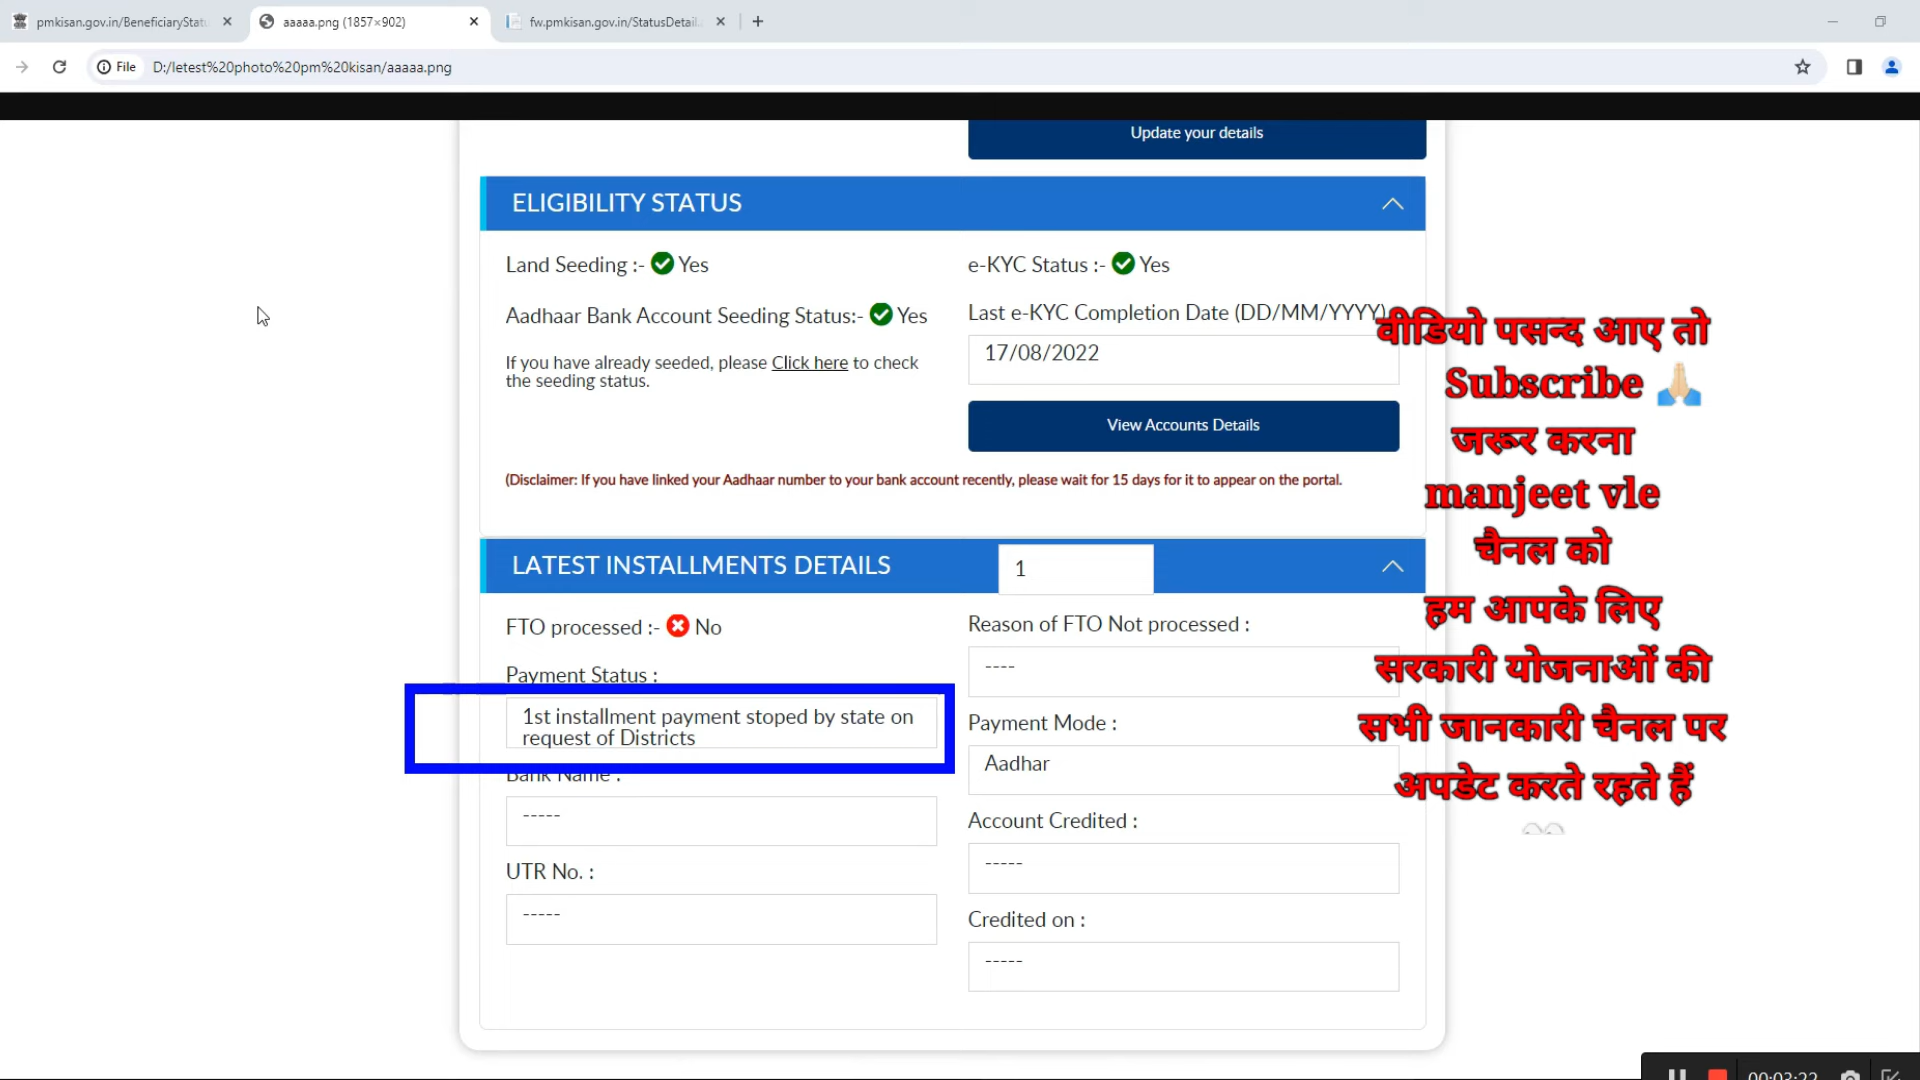 pmkisan.gov.in/BeneficiaryStatu
aaaaa.png (1857×902)
fw.pmkisan.gov.in/StatusDetail.
File
D:/letest%20photo%20pm%20kisan/aaaaa.png
Update your details
ELIGIBILITY STATUS
Land Seeding :- Yes
e-KYC Status :- Yes
Aadhaar Bank Account Seeding Status:- Yes
Last e-KYC Completion Date (DD/MM/YYYY)
17/08/2022
If you have already seeded, please Click here to check
the seeding status.
View Accounts Details
(Disclaimer: If you have linked your Aadhaar number to your bank account recently, please wait for 15 days for it to appear on the portal.
LATEST INSTALLMENTS DETAILS
1
FTO processed :- No
Reason of FTO Not processed :
----
Payment Status :
1st installment payment stoped by state on
request of Districts
Payment Mode :
Aadhar
Bank Name :
-----
Account Credited :
-----
UTR No. :
-----
Credited on :
-----
वीडियो पसन्द आए तो
Subscribe 🙏🏻
जरूर करना
manjeet vle
चैनल को
हम आपके लिए
सरकारी योजनाओं की
सभी जानकारी चैनल पर
अपडेट करते रहते हैं
00:03:22